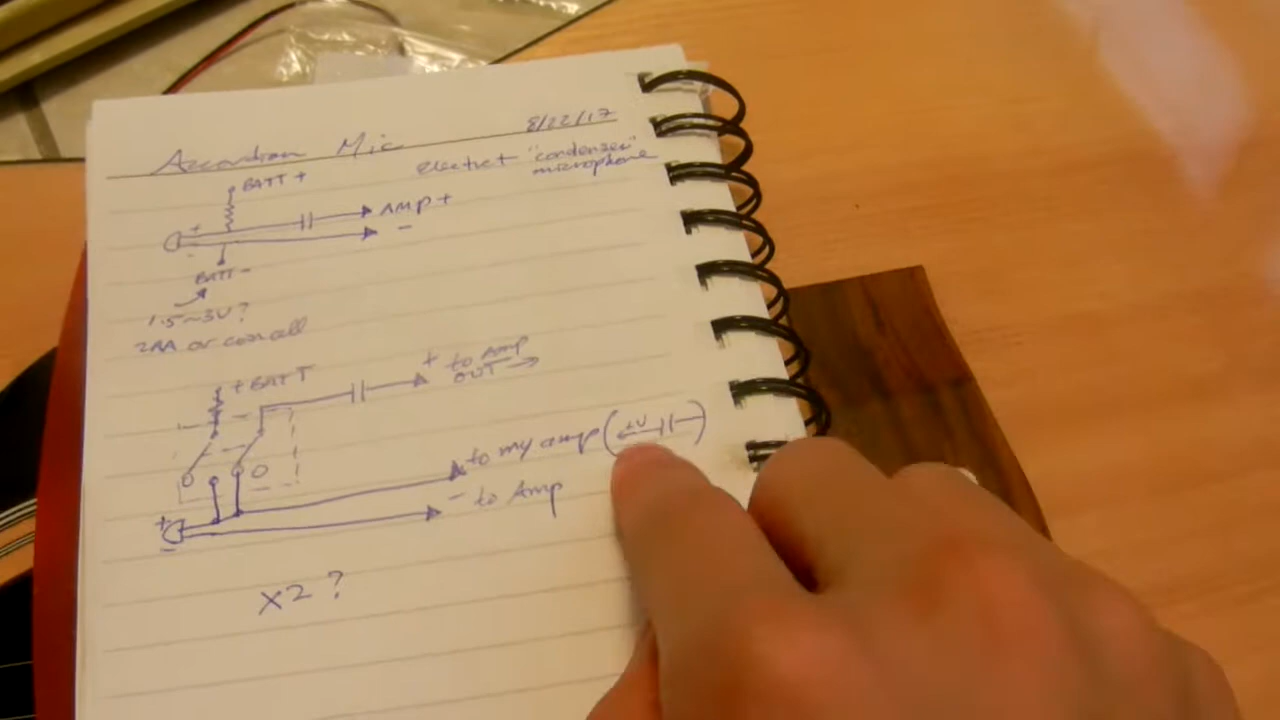 8/22/17
Accordion Mic
electret "condenser"
microphone
BATT +
AMP +
+
-
-
BATT -
1.5~3V?
2AA or coin cell
+ BATT
+ to AMP
OUT →
to my amp (
)
- to Amp
+
-
x2 ?